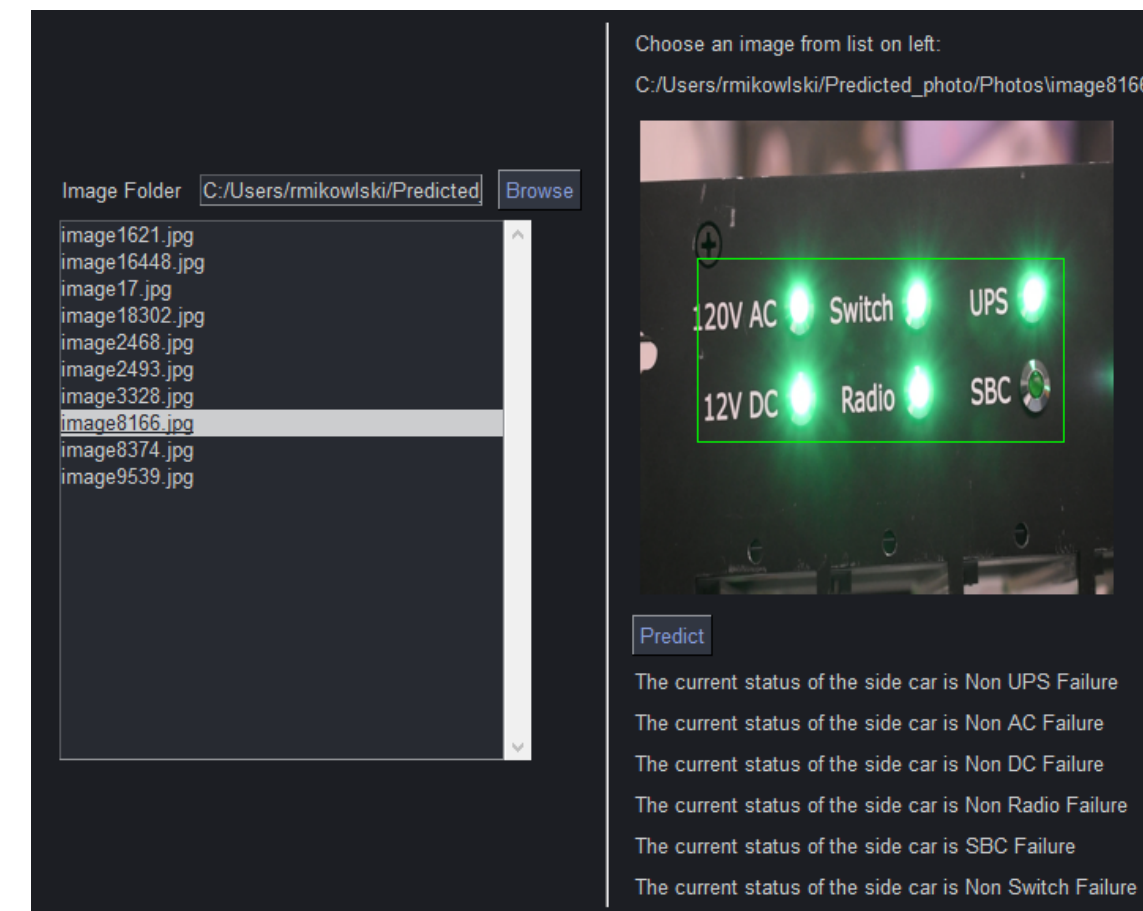 Image Folder C:/Users/rmikowlski/Predicted Browse
image1621.jpg
image16448.jpg
image17.jpg
image18302.jpg
image2468.jpg
image2493.jpg
image3328.jpg
image8166.jpg
image8374.jpg
image9539.jpg
Choose an image from list on left:
C:/Users/rmikowlski/Predicted_photo/Photos\image8166
120V AC Switch UPS
12V DC Radio SBC
Predict
The current status of the side car is Non UPS Failure
The current status of the side car is Non AC Failure
The current status of the side car is Non DC Failure
The current status of the side car is Non Radio Failure
The current status of the side car is SBC Failure
The current status of the side car is Non Switch Failure